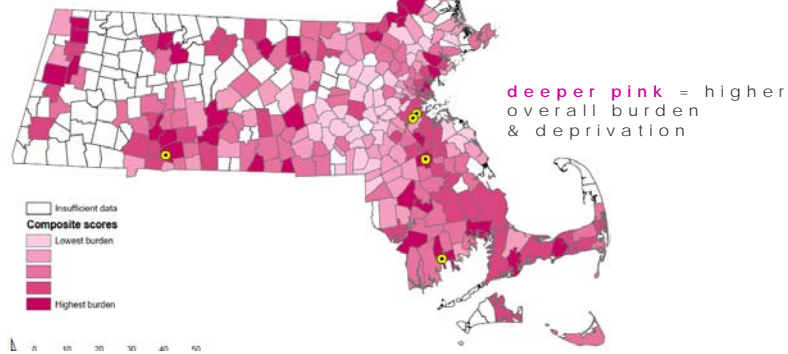 deeper pink = higher
overall burden
& deprivation
Insufficient data
Composite scores
Lowest burden
Highest burden
0 10 20 30 40 50